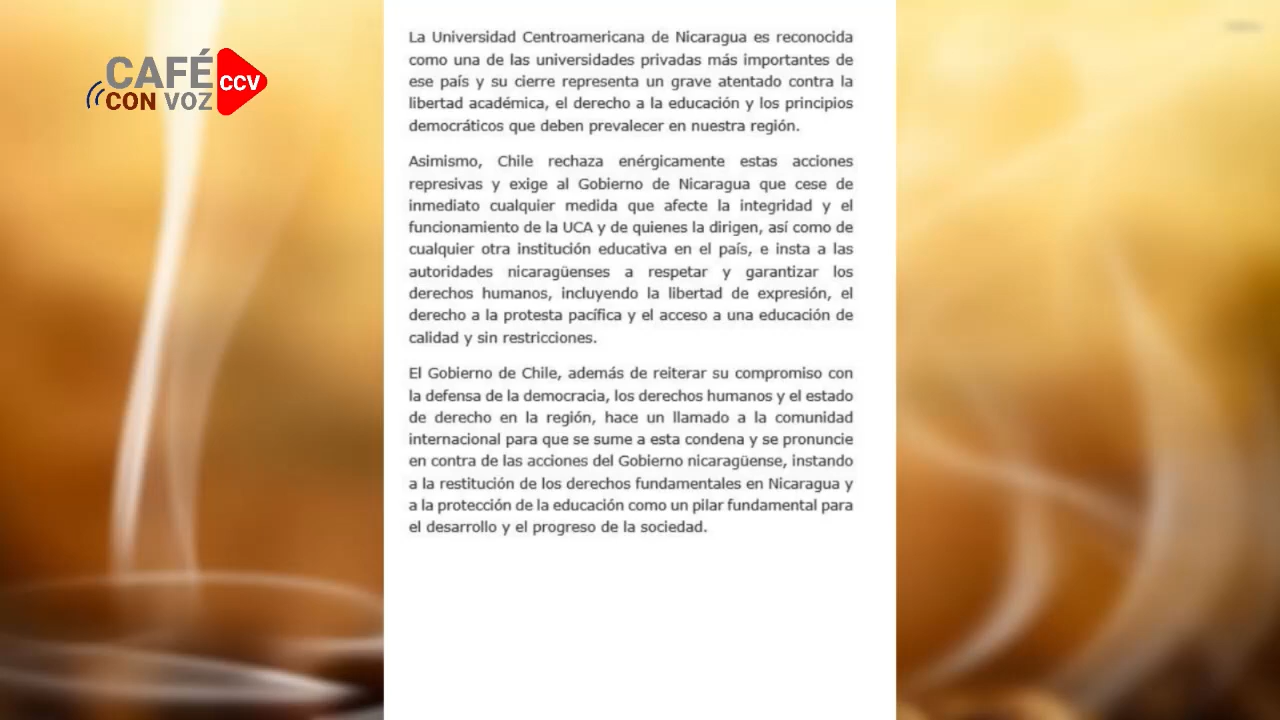 CAFÉ
CON VOZ
CCV
La Universidad Centroamericana de Nicaragua es reconocida
como una de las universidades privadas más importantes de
ese país y su cierre representa un grave atentado contra la
libertad académica, el derecho a la educación y los principios
democráticos que deben prevalecer en nuestra región.
Asimismo, Chile rechaza enérgicamente estas acciones
represivas y exige al Gobierno de Nicaragua que cese de
inmediato cualquier medida que afecte la integridad y el
funcionamiento de la UCA y de quienes la dirigen, así como de
cualquier otra institución educativa en el país, e insta a las
autoridades nicaragüenses a respetar y garantizar los
derechos humanos, incluyendo la libertad de expresión, el
derecho a la protesta pacífica y el acceso a una educación de
calidad y sin restricciones.
El Gobierno de Chile, además de reiterar su compromiso con
la defensa de la democracia, los derechos humanos y el estado
de derecho en la región, hace un llamado a la comunidad
internacional para que se sume a esta condena y se pronuncie
en contra de las acciones del Gobierno nicaragüense, instando
a la restitución de los derechos fundamentales en Nicaragua y
a la protección de la educación como un pilar fundamental para
el desarrollo y el progreso de la sociedad.